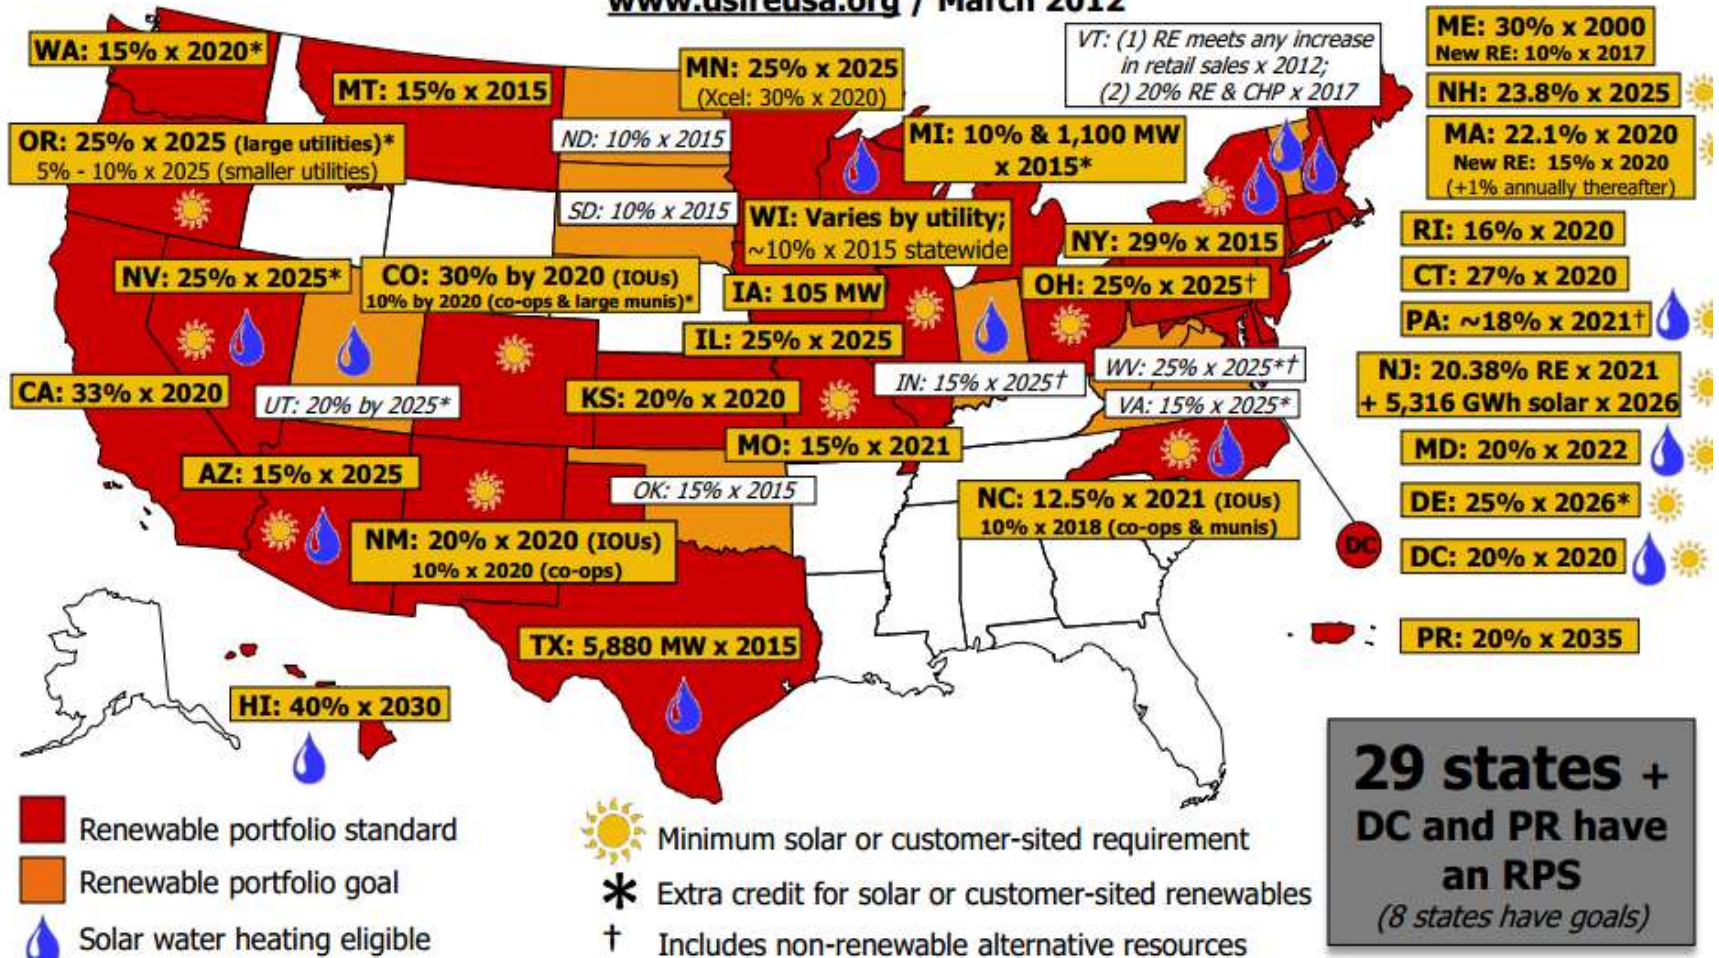 www.dsireusa.org / March 2012
WA: 15% x 2020*
MT: 15% x 2015
MN: 25% x 2025
(Xcel: 30% x 2020)
VT: (1) RE meets any increase
in retail sales x 2012;
(2) 20% RE & CHP x 2017
ME: 30% x 2000
New RE: 10% x 2017
NH: 23.8% x 2025
OR: 25% x 2025 (large utilities)*
5% - 10% x 2025 (smaller utilities)
ND: 10% x 2015
MI: 10% & 1,100 MW
x 2015*
MA: 22.1% x 2020
New RE: 15% x 2020
(+1% annually thereafter)
SD: 10% x 2015
WI: Varies by utility;
~10% x 2015 statewide
NY: 29% x 2015
RI: 16% x 2020
NV: 25% x 2025*
CO: 30% by 2020 (IOUs)
10% by 2020 (co-ops & large munis)*
IA: 105 MW
OH: 25% x 2025†
CT: 27% x 2020
IL: 25% x 2025
PA: ~18% x 2021†
CA: 33% x 2020
UT: 20% by 2025*
KS: 20% x 2020
IN: 15% x 2025†
WV: 25% x 2025*†
VA: 15% x 2025*
NJ: 20.38% RE x 2021
+ 5,316 GWh solar x 2026
MO: 15% x 2021
MD: 20% x 2022
AZ: 15% x 2025
OK: 15% x 2015
NC: 12.5% x 2021 (IOUs)
10% x 2018 (co-ops & munis)
DE: 25% x 2026*
NM: 20% x 2020 (IOUs)
10% x 2020 (co-ops)
DC
DC: 20% x 2020
TX: 5,880 MW x 2015
PR: 20% x 2035
HI: 40% x 2030
29 states +
DC and PR have
an RPS
(8 states have goals)
Renewable portfolio standard
Renewable portfolio goal
Solar water heating eligible
Minimum solar or customer-sited requirement
* Extra credit for solar or customer-sited renewables
† Includes non-renewable alternative resources